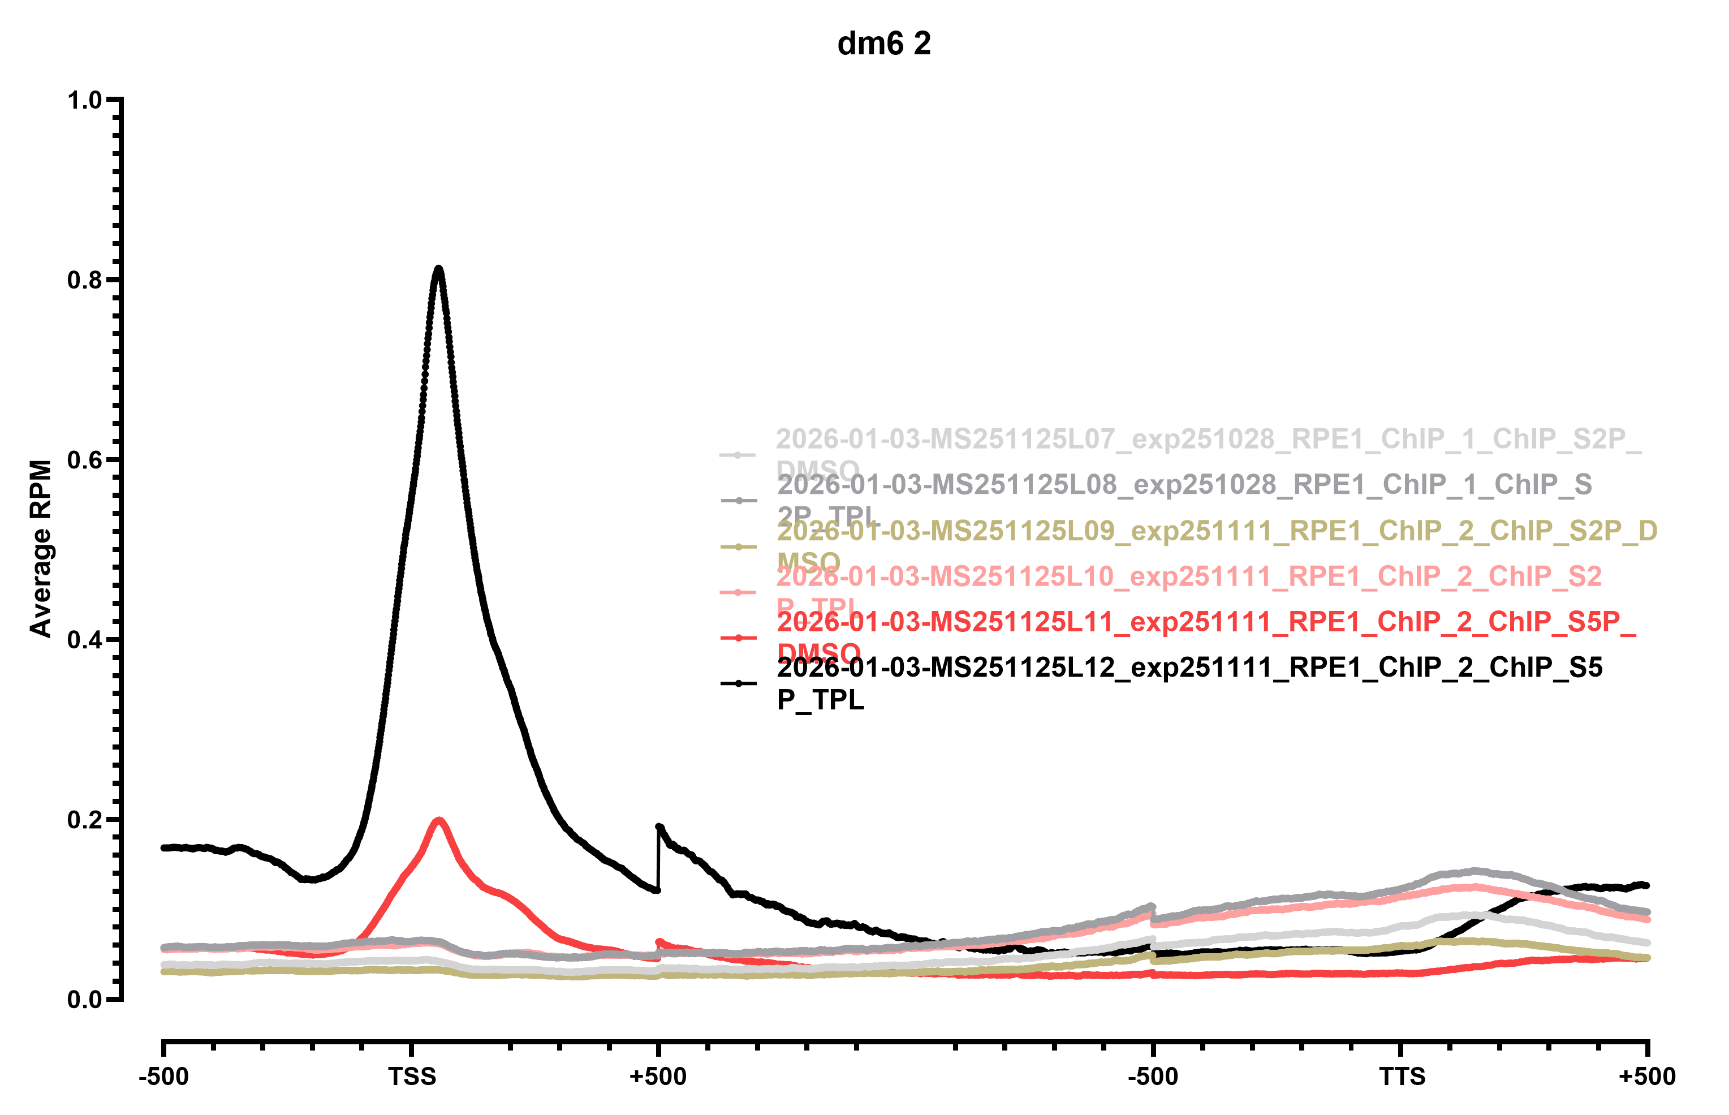 dm6 2
1.0
0.8
0.6
0.4
0.2
0.0
Average RPM
2026-01-03-MS251125L07_exp251028_RPE1_ChIP_1_ChIP_S2P_
DMSO
2026-01-03-MS251125L08_exp251028_RPE1_ChIP_1_ChIP_S
2P_TPL
2026-01-03-MS251125L09_exp251111_RPE1_ChIP_2_ChIP_S2P_D
MSO
2026-01-03-MS251125L10_exp251111_RPE1_ChIP_2_ChIP_S2
P_TPL
2026-01-03-MS251125L11_exp251111_RPE1_ChIP_2_ChIP_S5P_
DMSO
2026-01-03-MS251125L12_exp251111_RPE1_ChIP_2_ChIP_S5
P_TPL
-500 TSS +500 -500 TTS +500